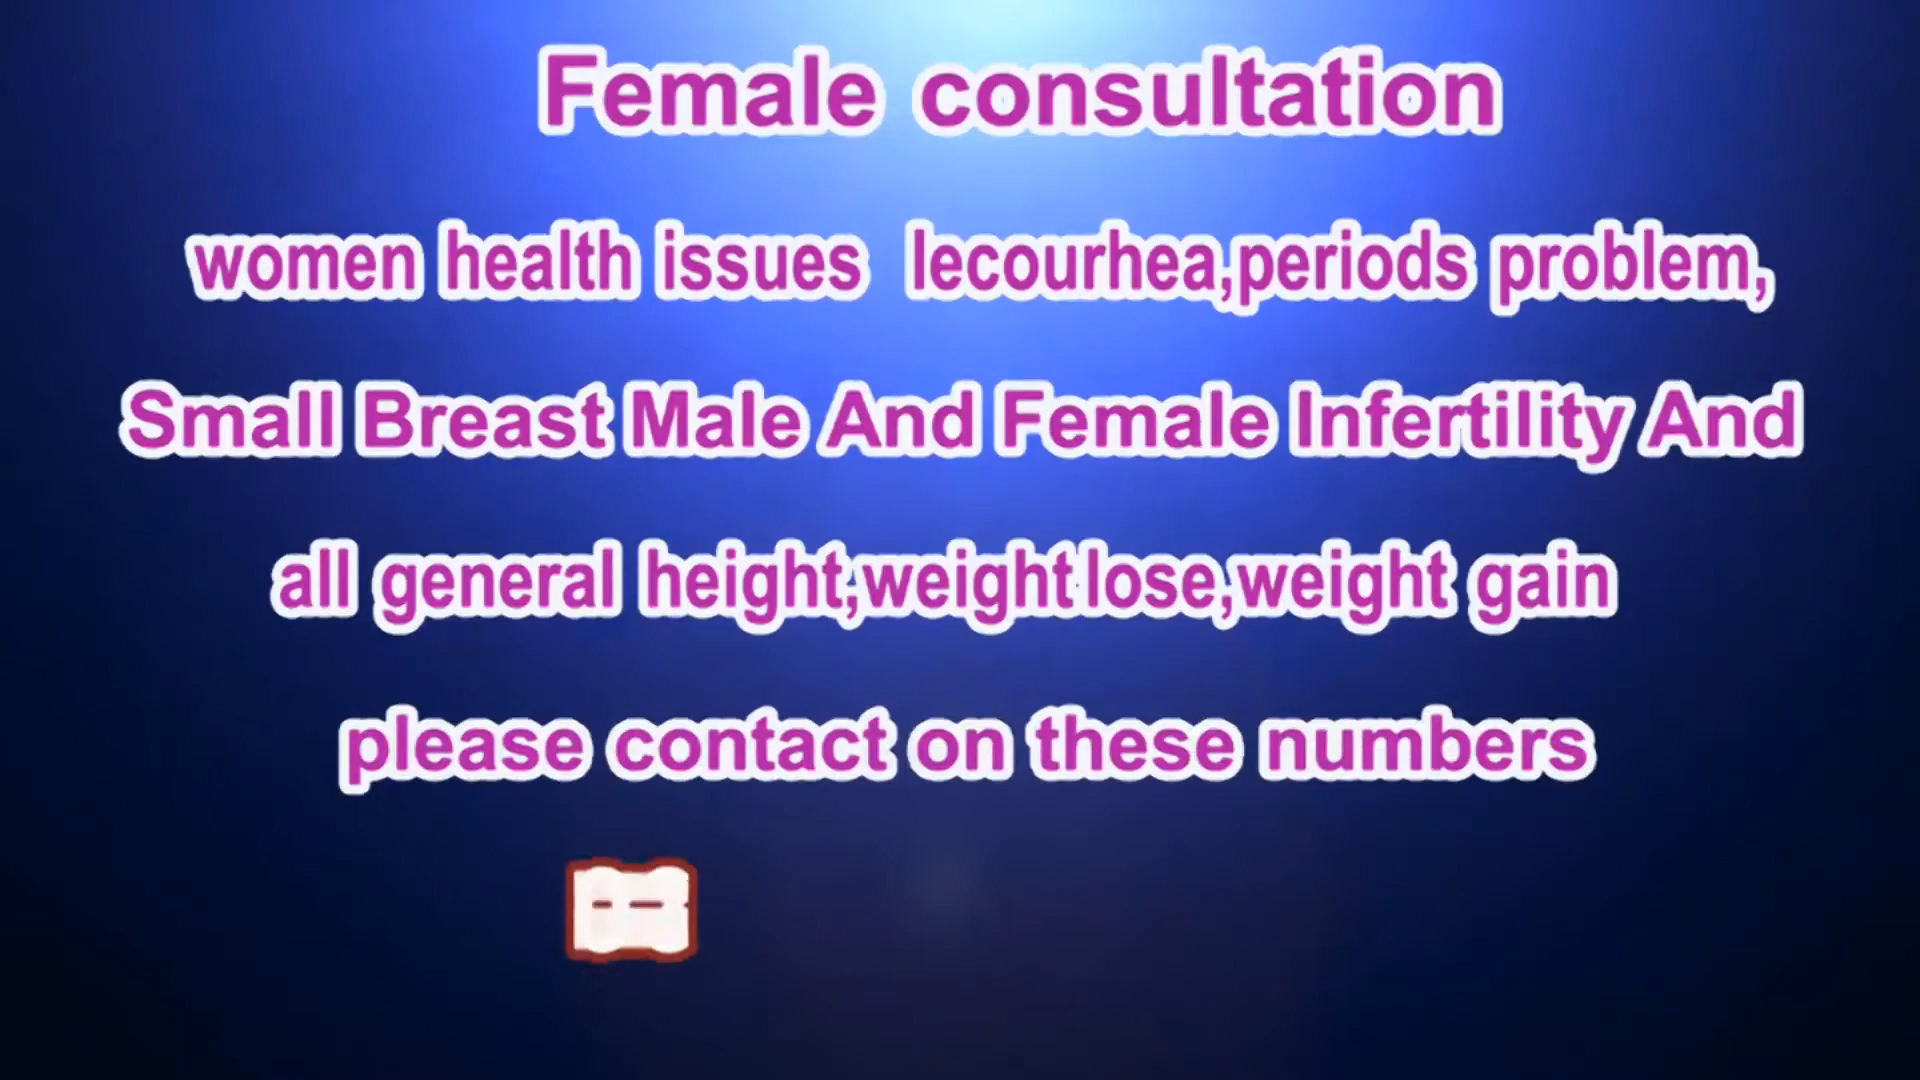 Female consultation
women health issues lecourhea,periods problem,
Small Breast Male And Female Infertility And
all general height,weight lose,weight gain
please contact on these numbers